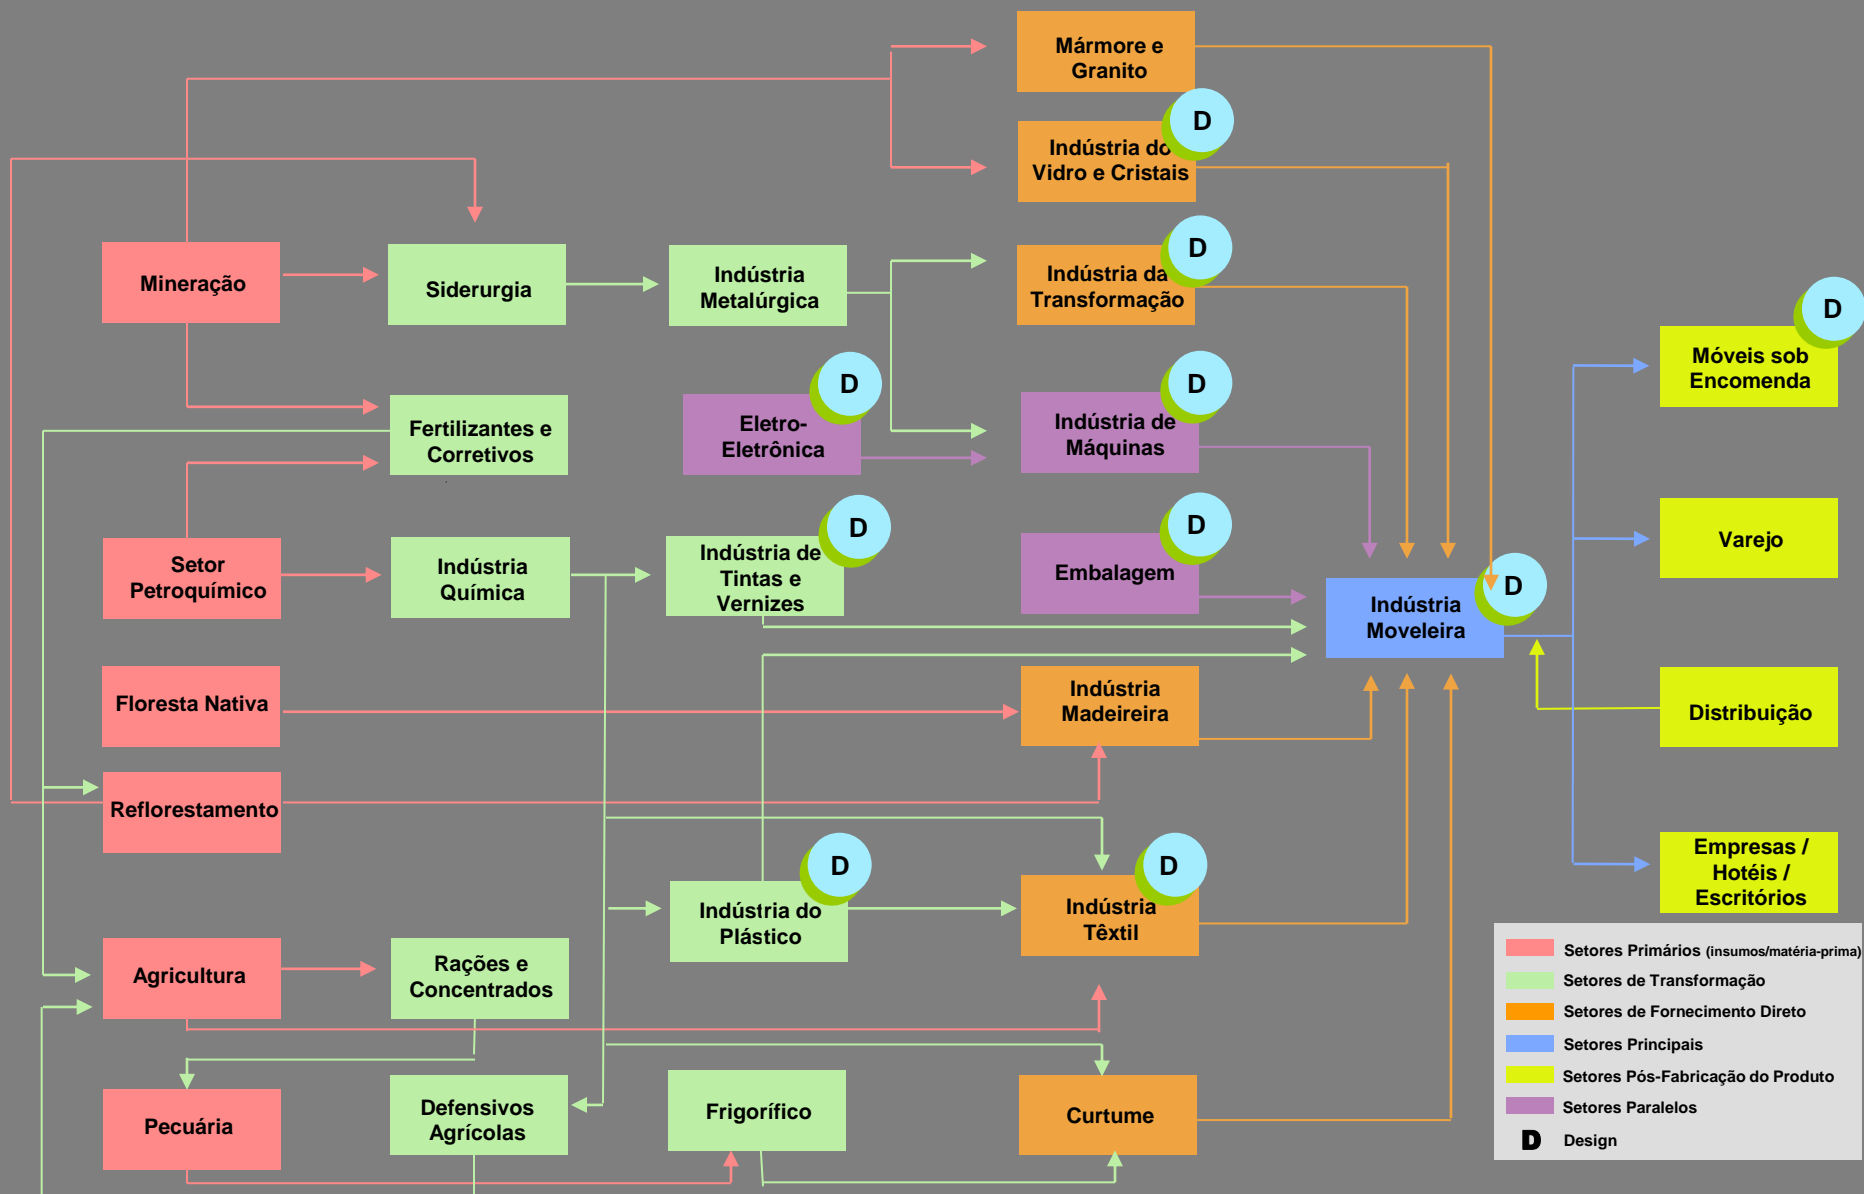 Mármore e
Granito
D
Indústria do
Vidro e Cristais
D
Mineração
Siderurgia
Indústria
Metalúrgica
Indústria da
Transformação
D
Móveis sob
Encomenda
D
Fertilizantes e
Corretivos
Eletro-
Eletrônica
D
Indústria de
Máquinas
D
Setor
Petroquímico
Indústria
Química
Indústria de
Tintas e
Vernizes
D
Embalagem
D
Varejo
Indústria
Moveleira
D
Floresta Nativa
Indústria
Madeireira
Distribuição
Reflorestamento
Indústria do
Plástico
D
Indústria
Têxtil
D
Empresas /
Hotéis /
Escritórios
Agricultura
Rações e
Concentrados
Pecuária
Defensivos
Agrícolas
Frigorífico
Curtume
Setores Primários (insumos/matéria-prima)
Setores de Transformação
Setores de Fornecimento Direto
Setores Principais
Setores Pós-Fabricação do Produto
Setores Paralelos
D Design